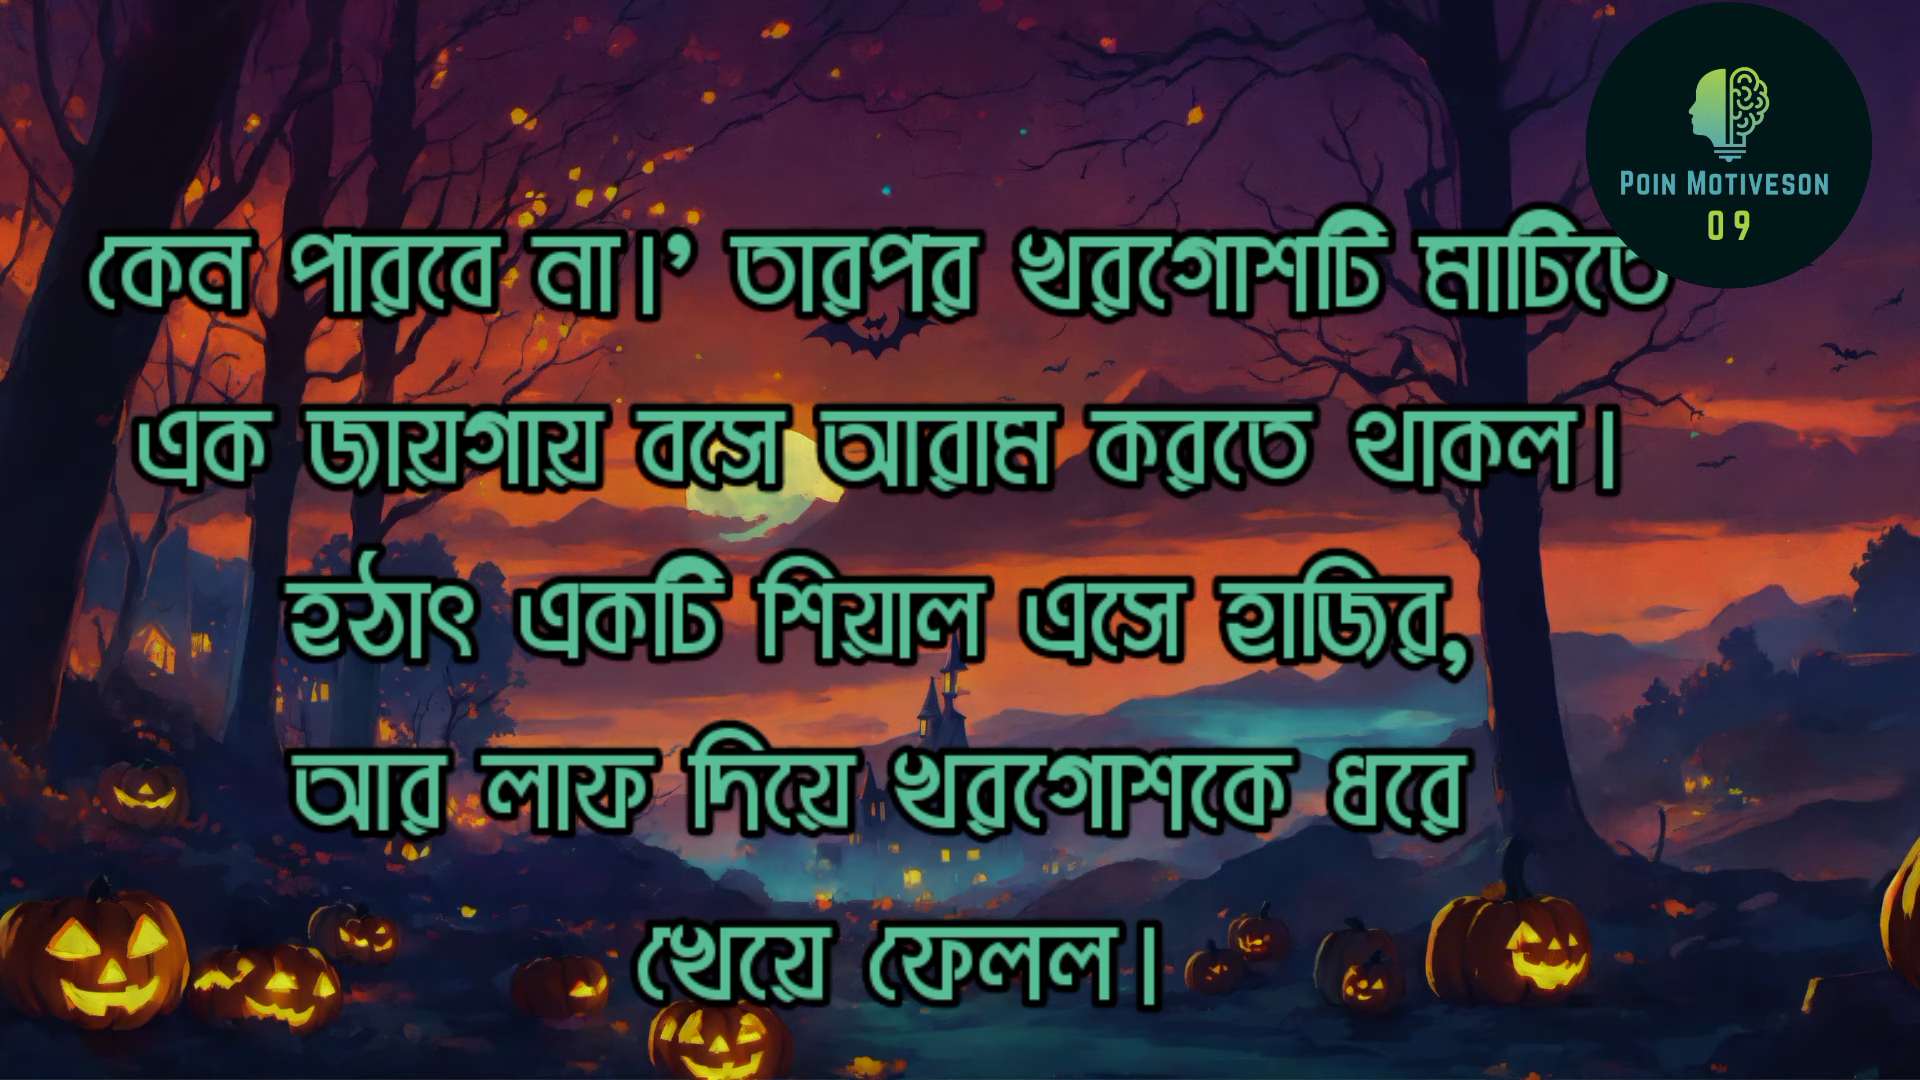 POIN MOTIVESON
09
কেন পারবে না।’ তারপর খরগোশটি মাটিতে
এক জায়গায় বসে আরাম করতে থাকল।
হঠাৎ একটি শিয়াল এসে হাজির,
আর লাফ দিয়ে খরগোশকে ধরে
খেয়ে ফেলল।